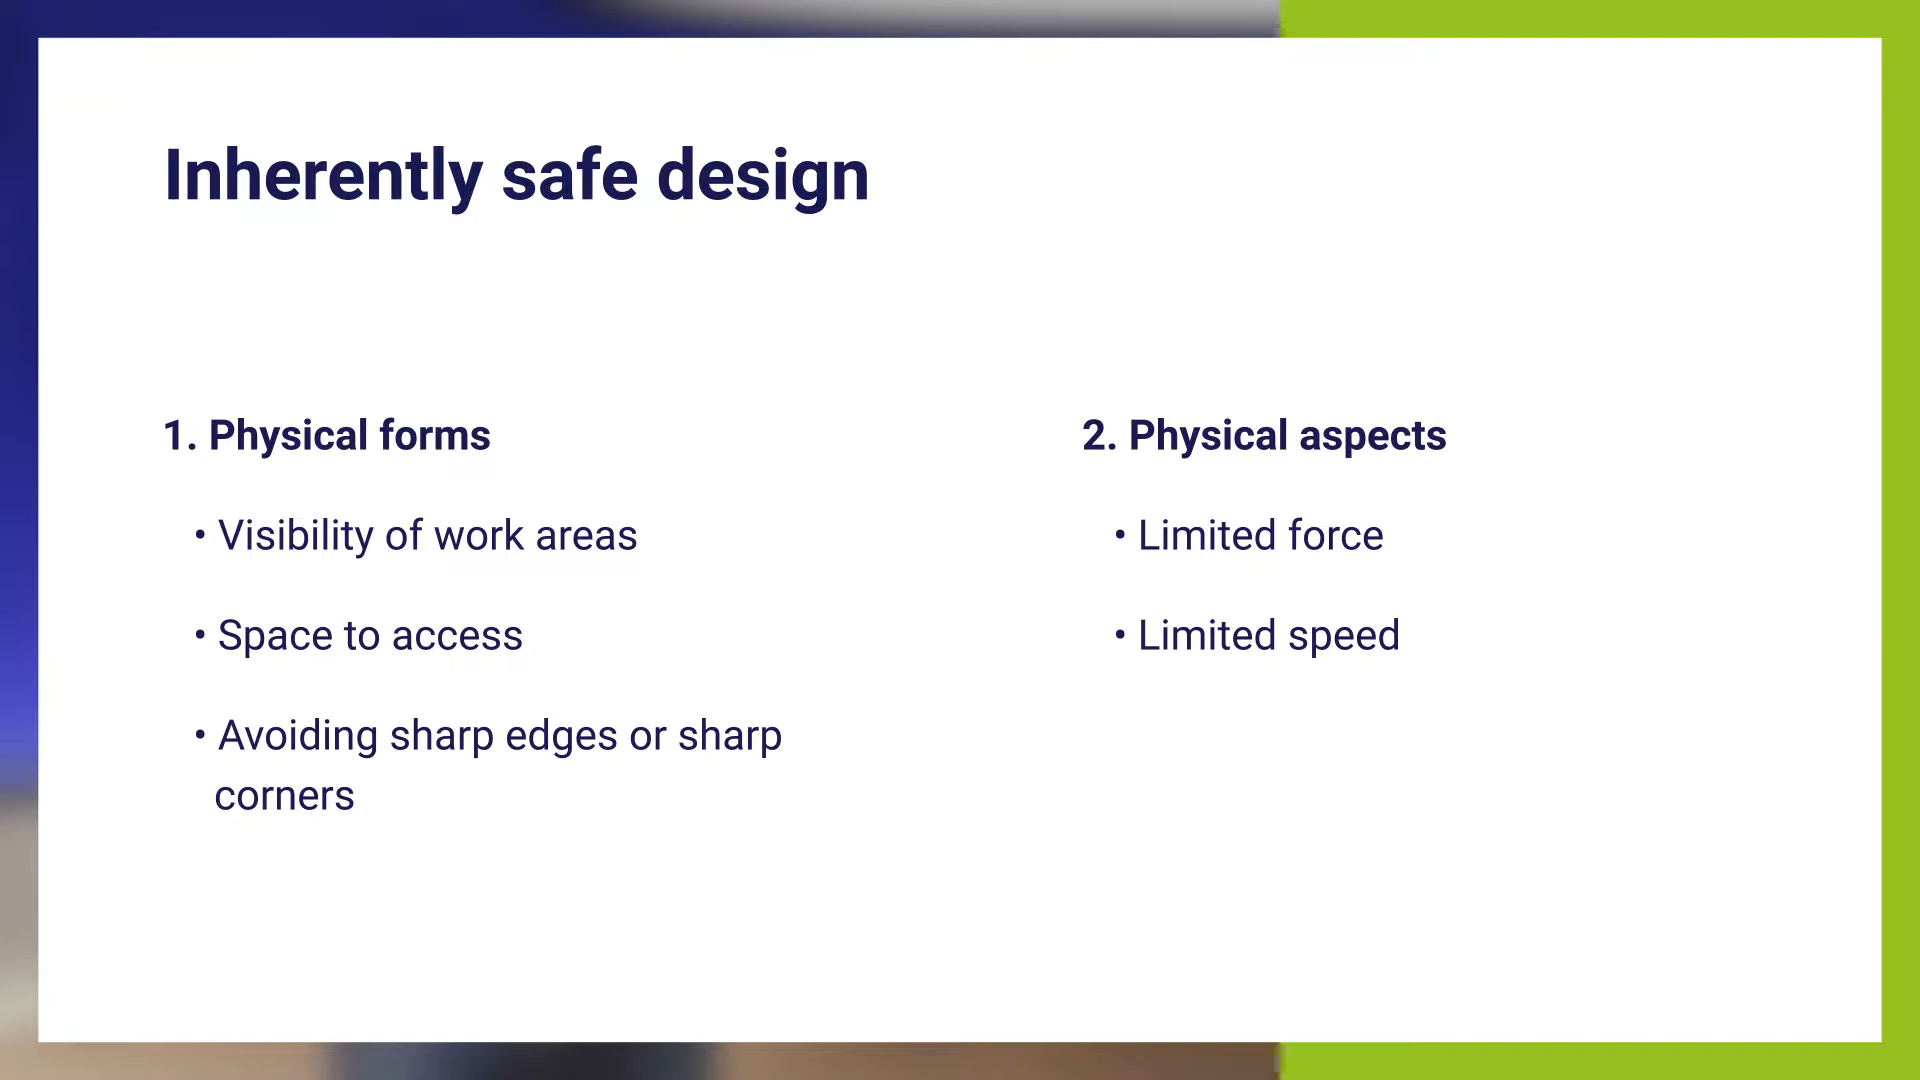 Inherently safe design
1. Physical forms
• Visibility of work areas
• Space to access
• Avoiding sharp edges or sharp
corners
2. Physical aspects
• Limited force
• Limited speed